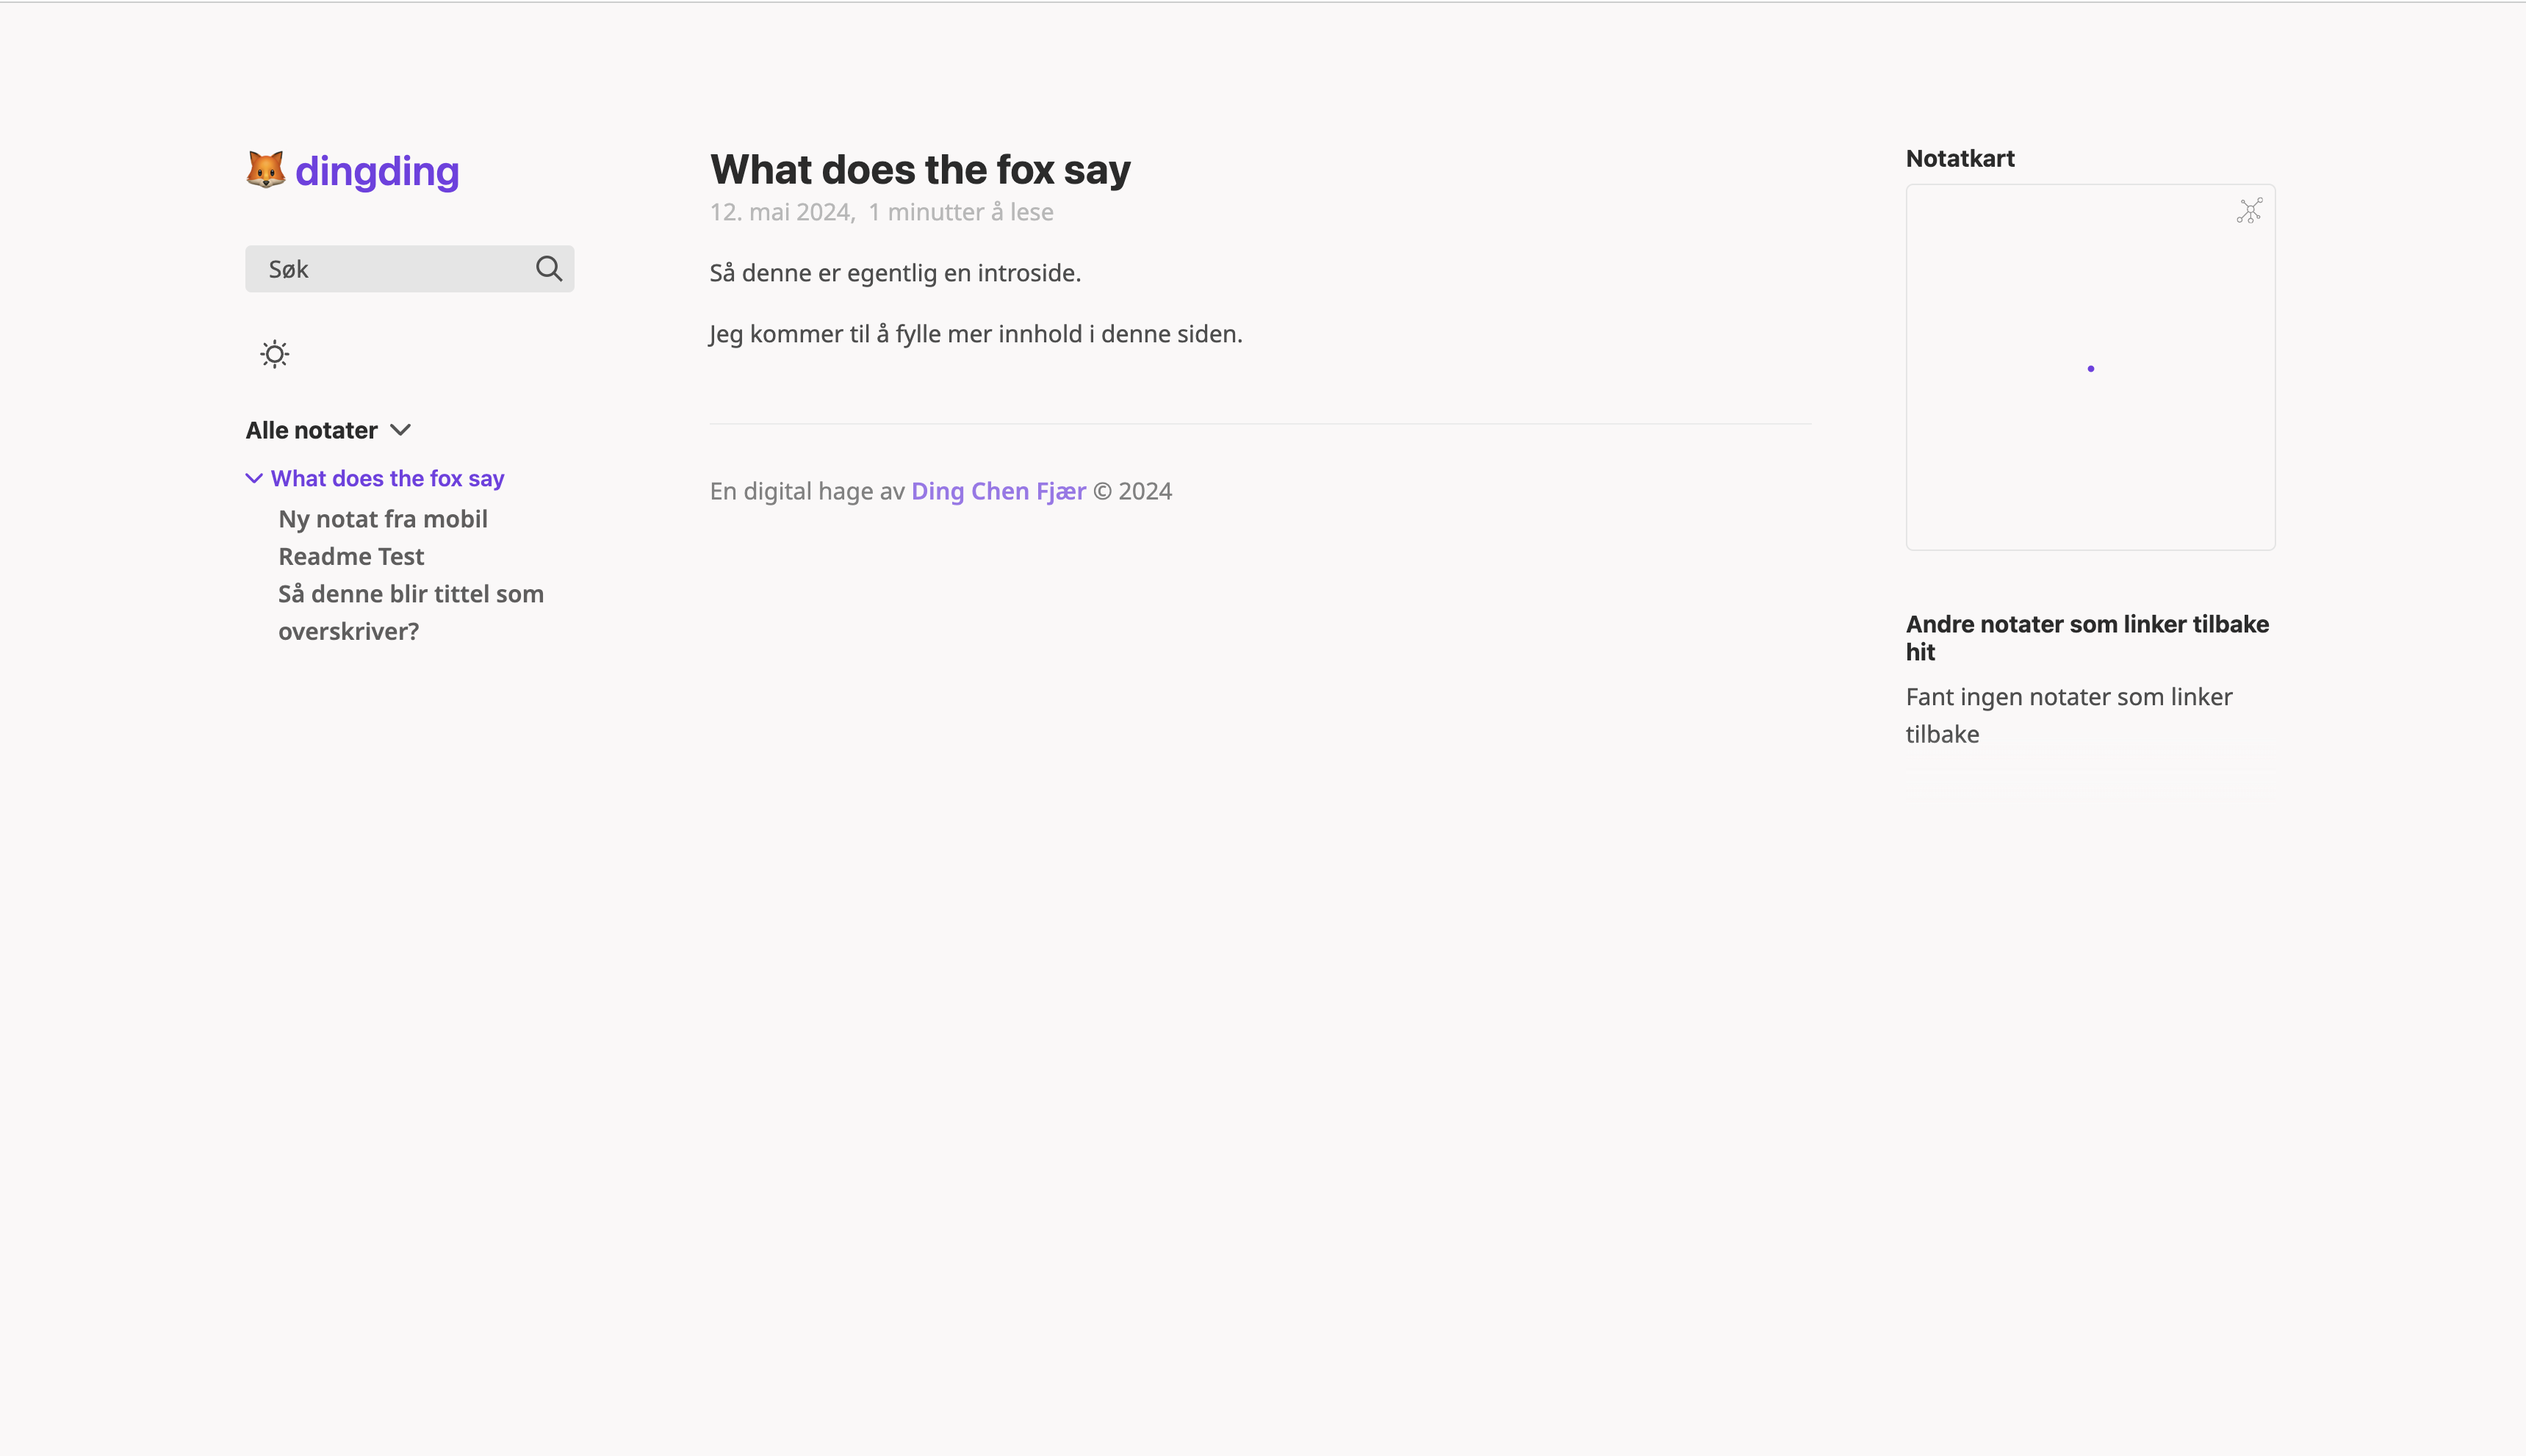 dingding
Søk
Alle notater
What does the fox say
Ny notat fra mobil
Readme Test
Så denne blir tittel som
overskriver?
What does the fox say
12. mai 2024, 1 minutter å lese
Så denne er egentlig en introside.
Jeg kommer til å fylle mer innhold i denne siden.
En digital hage av Ding Chen Fjær © 2024
Notatkart
Andre notater som linker tilbake
hit
Fant ingen notater som linker
tilbake